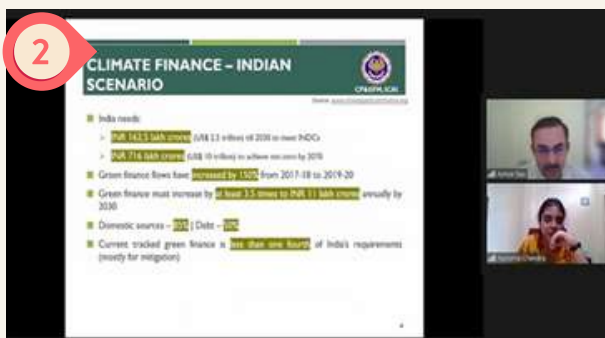 2
CLIMATE FINANCE – INDIAN
SCENARIO
India needs:
INR 162.5 lakh crores (US$ 2.5 trillion) till 2030 to meet INDCs
INR 716 lakh crores (US$ 10 trillion) to achieve net zero by 2070
Green finance flows have increased by 150% from 2017-18 to 2019-20
Green finance must increase by at least 3.5 times to INR 11 lakh crores annually by
2030
Domestic sources – | Debt –
Current tracked green finance is less than one fourth of India's requirements
(mostly for mitigation)